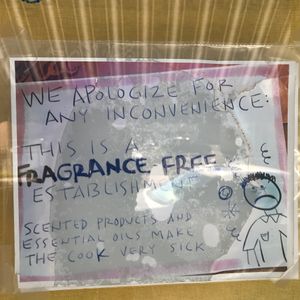 WE APOLOGIZE FOR
ANY INCONVENIENCE:
THIS IS A
FRAGRANCE FREE
ESTABLISHMENT
SCENTED PRODUCTS AND
ESSENTIAL OILS MAKE
THE COOK VERY SICK